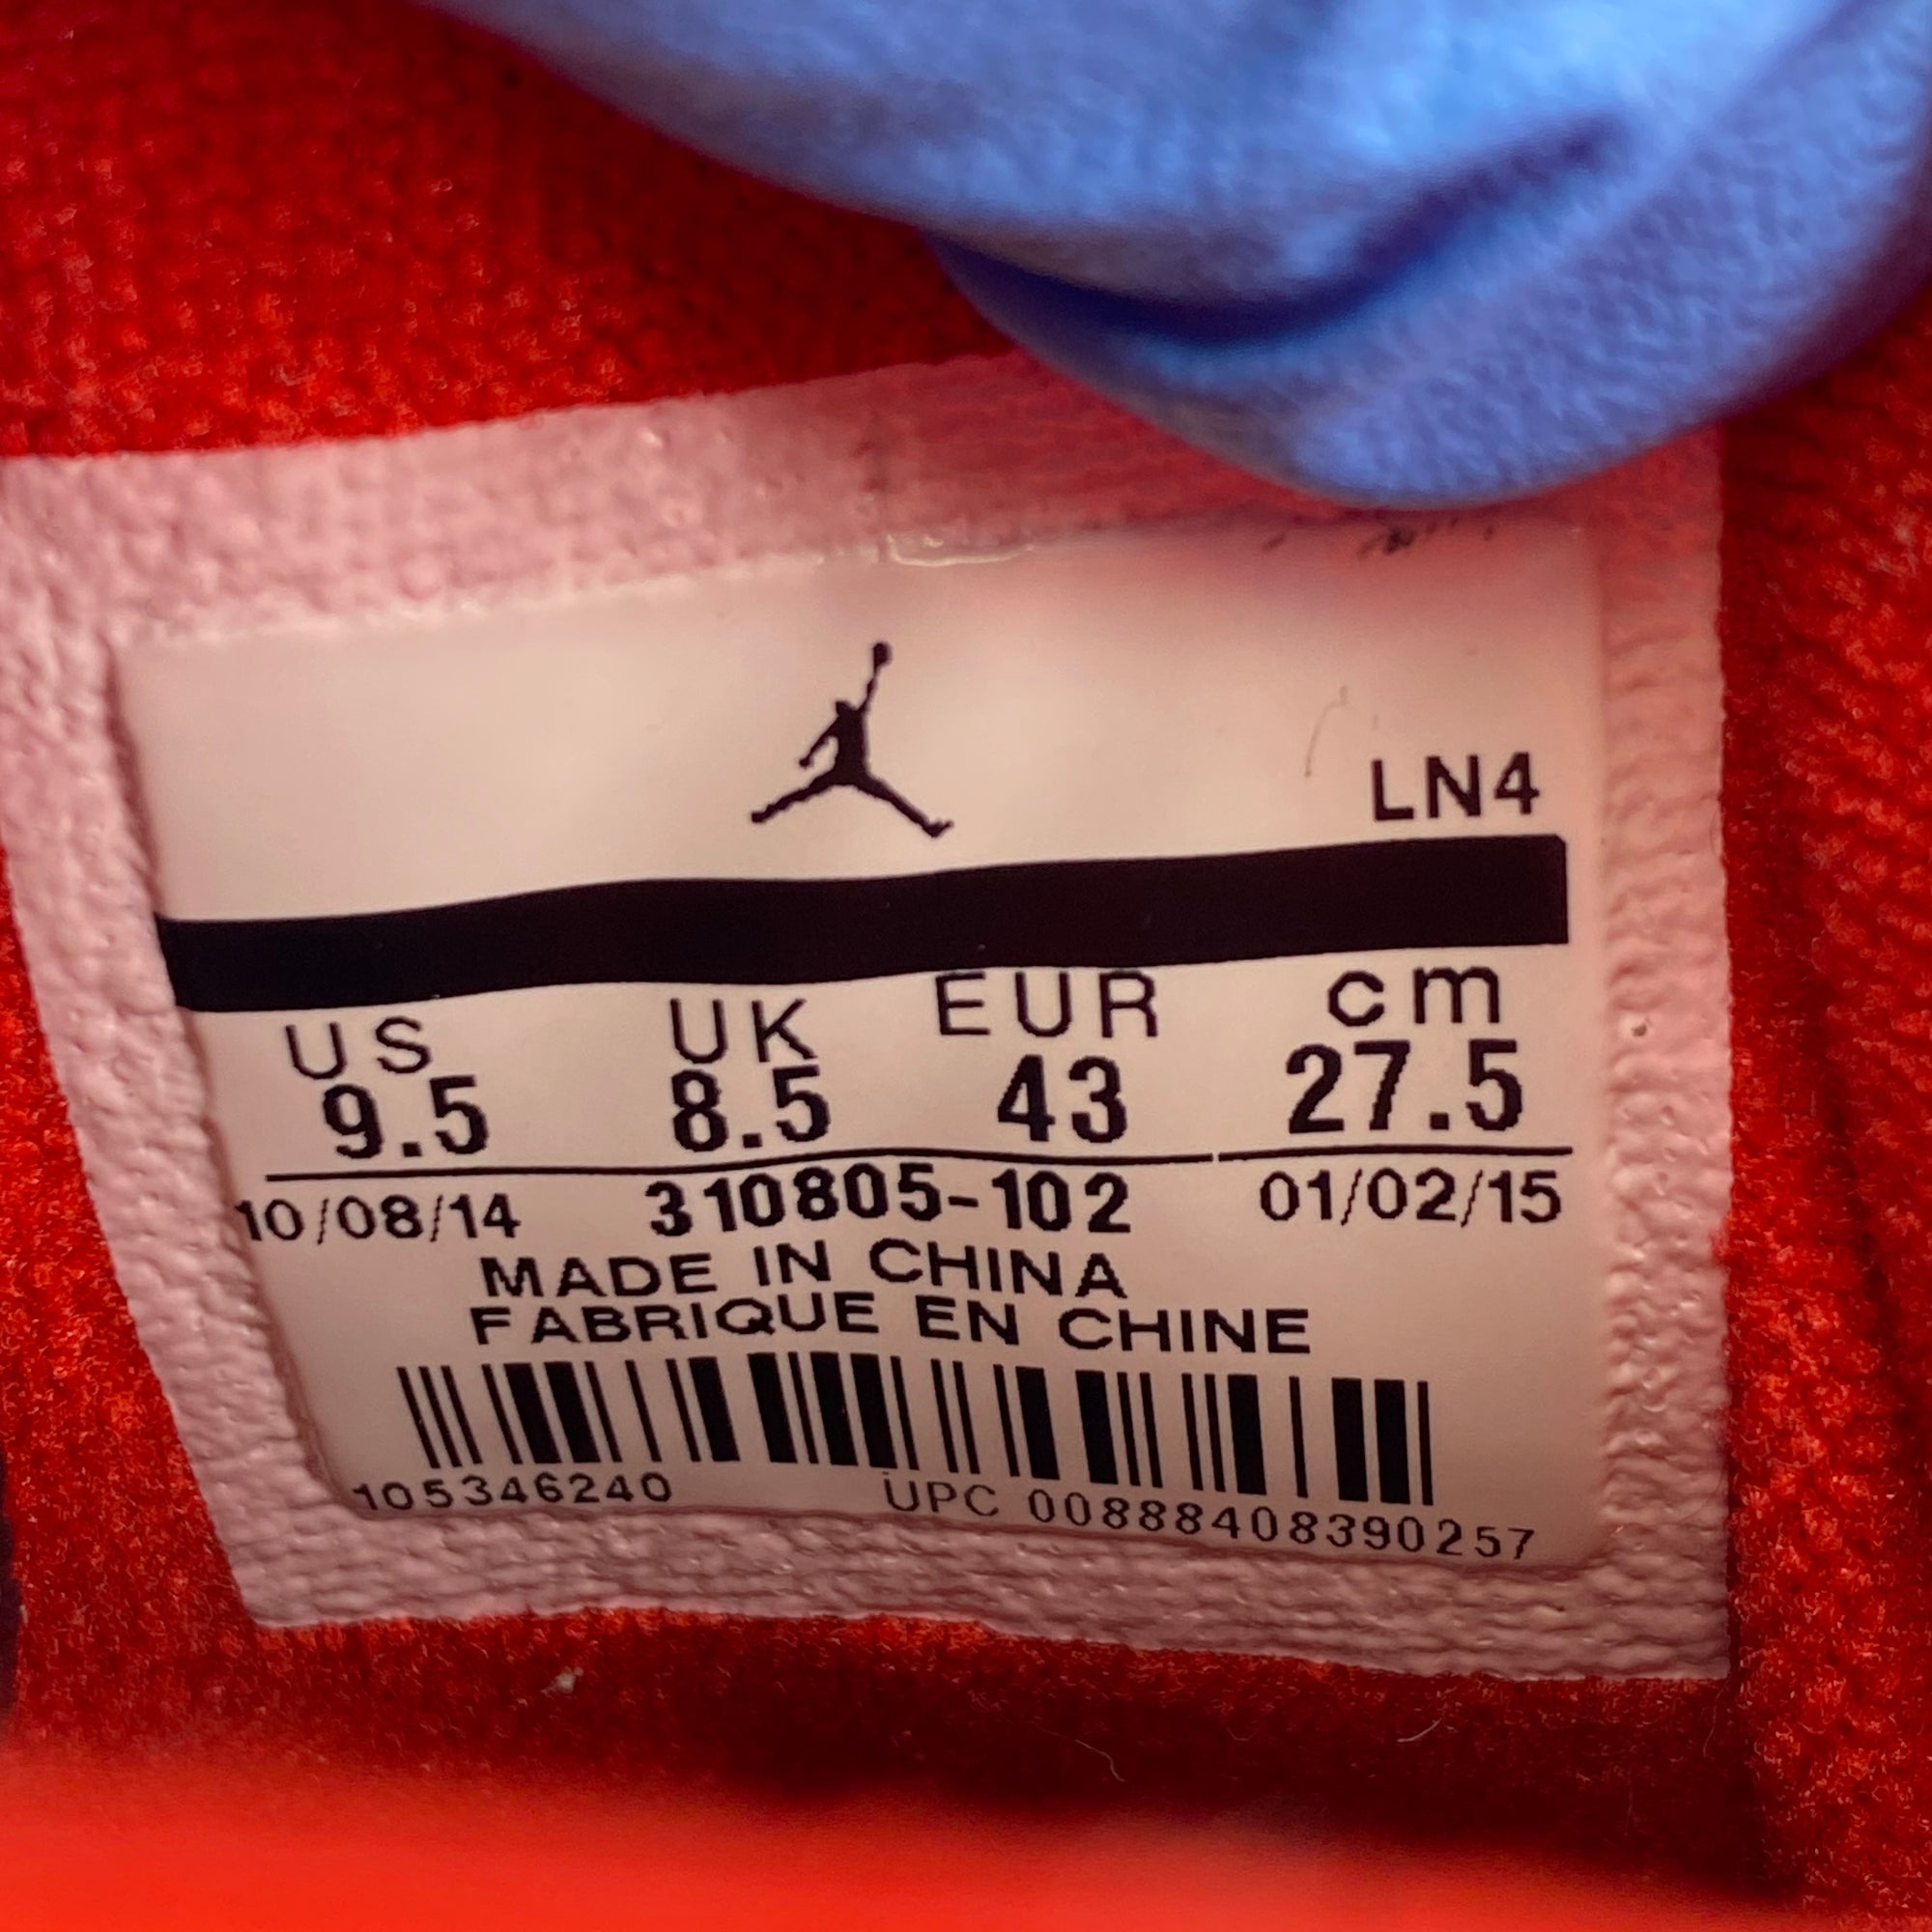 LN4
US UK EUR cm
9.5 8.5 43 27.5
10/08/14 310805-102 01/02/15
MADE IN CHINA
FABRIQUE EN CHINE
105346240 UPC 00888408390257